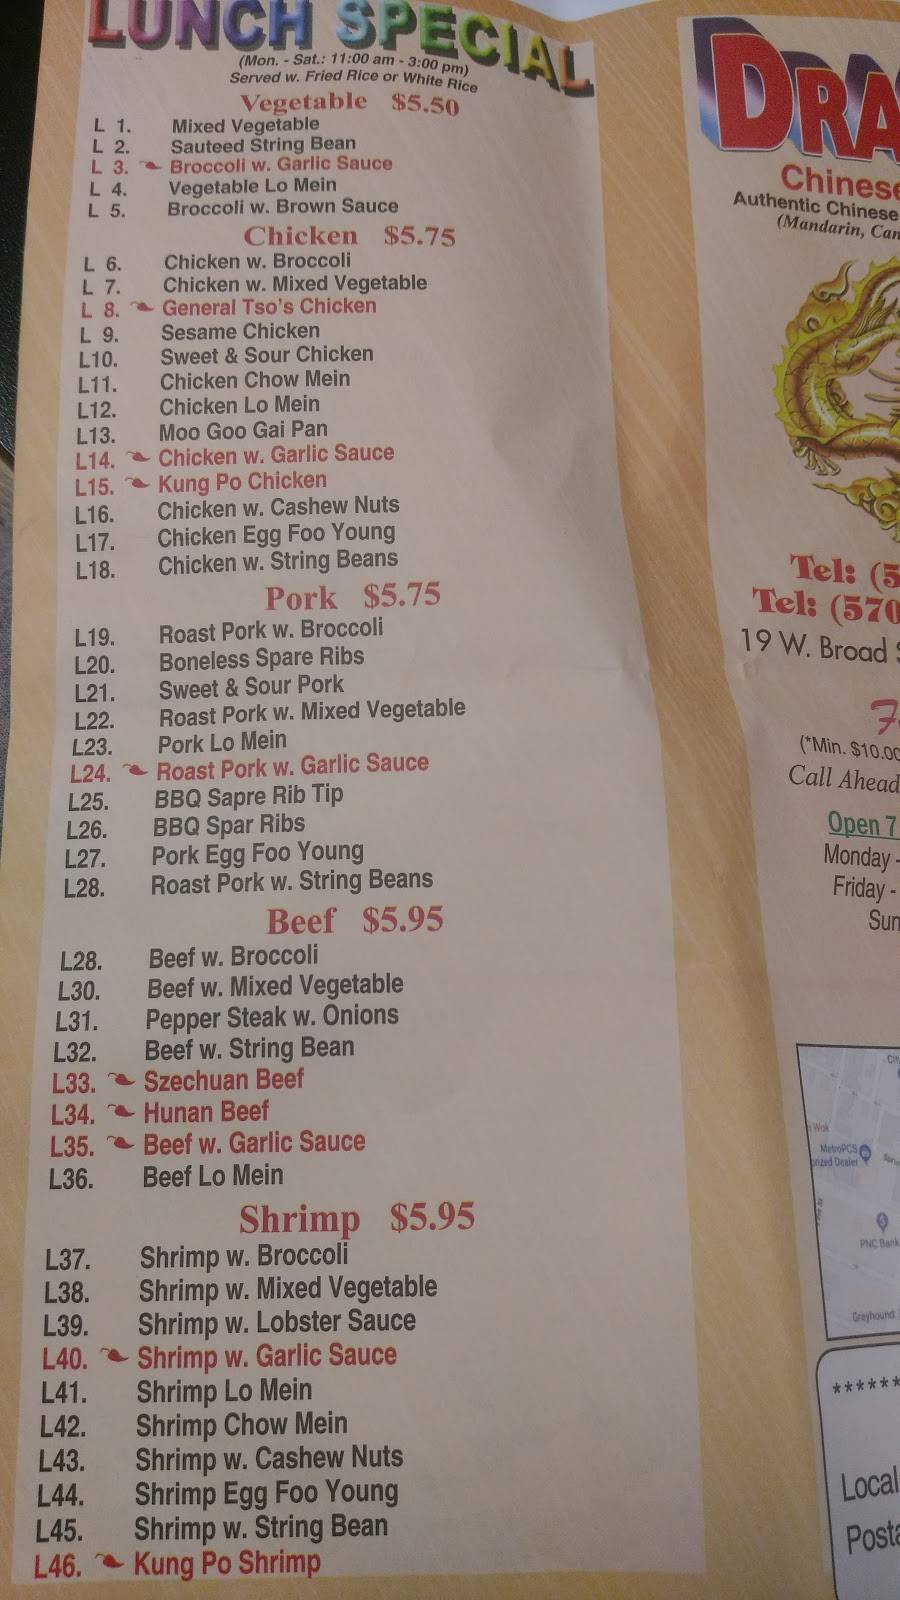 LUNCH SPECIAL
(Mon. - Sat.: 11:00 am - 3:00 pm)
Served w. Fried Rice or White Rice
Vegetable $5.50
L 1. Mixed Vegetable
L 2. Sauteed String Bean
L 3. Broccoli w. Garlic Sauce
L 4. Vegetable Lo Mein
L 5. Broccoli w. Brown Sauce
Chicken $5.75
L 6. Chicken w. Broccoli
L 7. Chicken w. Mixed Vegetable
L 8. General Tso's Chicken
L 9. Sesame Chicken
L10. Sweet & Sour Chicken
L11. Chicken Chow Mein
L12. Chicken Lo Mein
L13. Moo Goo Gai Pan
L14. Chicken w. Garlic Sauce
L15. Kung Po Chicken
L16. Chicken w. Cashew Nuts
L17. Chicken Egg Foo Young
L18. Chicken w. String Beans
Pork $5.75
L19. Roast Pork w. Broccoli
L20. Boneless Spare Ribs
L21. Sweet & Sour Pork
L22. Roast Pork w. Mixed Vegetable
L23. Pork Lo Mein
L24. Roast Pork w. Garlic Sauce
L25. BBQ Sapre Rib Tip
L26. BBQ Spar Ribs
L27. Pork Egg Foo Young
L28. Roast Pork w. String Beans
Beef $5.95
L28. Beef w. Broccoli
L30. Beef w. Mixed Vegetable
L31. Pepper Steak w. Onions
L32. Beef w. String Bean
L33. Szechuan Beef
L34. Hunan Beef
L35. Beef w. Garlic Sauce
L36. Beef Lo Mein
Shrimp $5.95
L37. Shrimp w. Broccoli
L38. Shrimp w. Mixed Vegetable
L39. Shrimp w. Lobster Sauce
L40. Shrimp w. Garlic Sauce
L41. Shrimp Lo Mein
L42. Shrimp Chow Mein
L43. Shrimp w. Cashew Nuts
L44. Shrimp Egg Foo Young
L45. Shrimp w. String Bean
L46. Kung Po Shrimp
DRA
Chinese
Authentic Chinese
(Mandarin, Can
Tel: (5
Tel: (570
19 W. Broad S
(*Min. $10.00
Call Ahead
Open 7
Monday -
Friday -
Sun
Wok
MetroPCS
orized Dealer
PNC Bank
Greyhound
******
Local
Posta